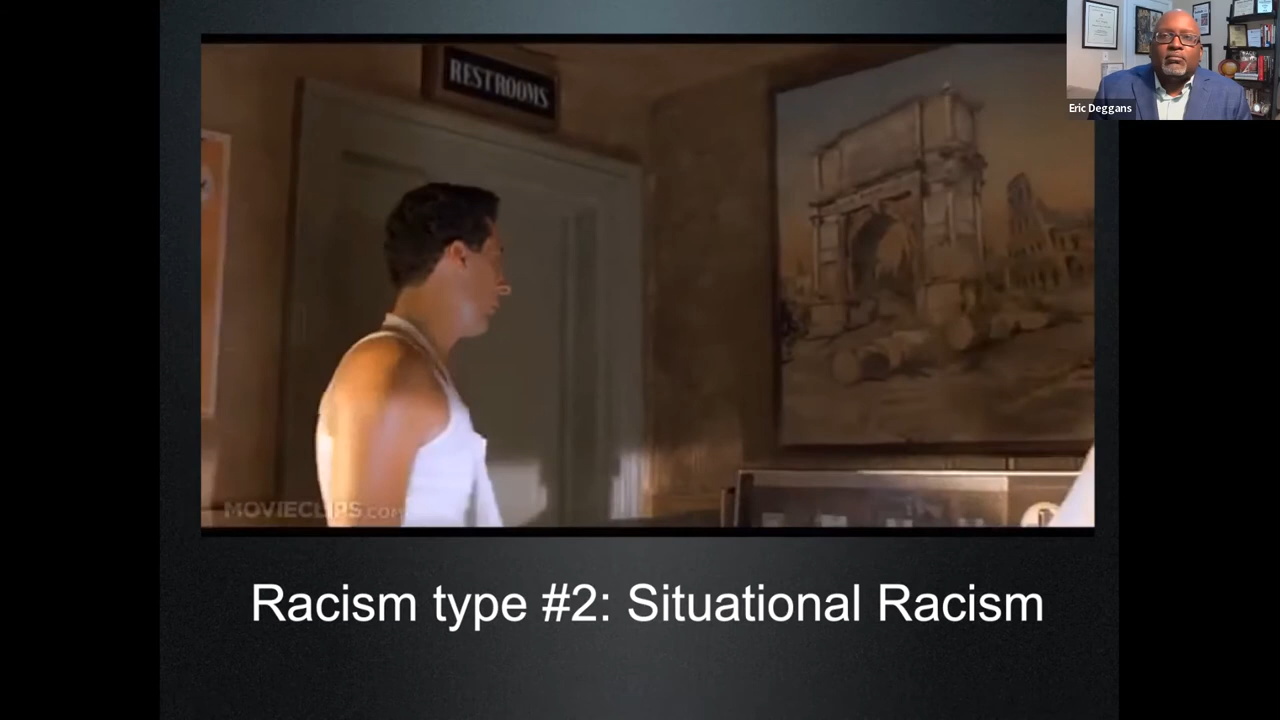 RESTROOMS
Eric Deggans
MOVIECLIPS.COM
Racism type #2: Situational Racism